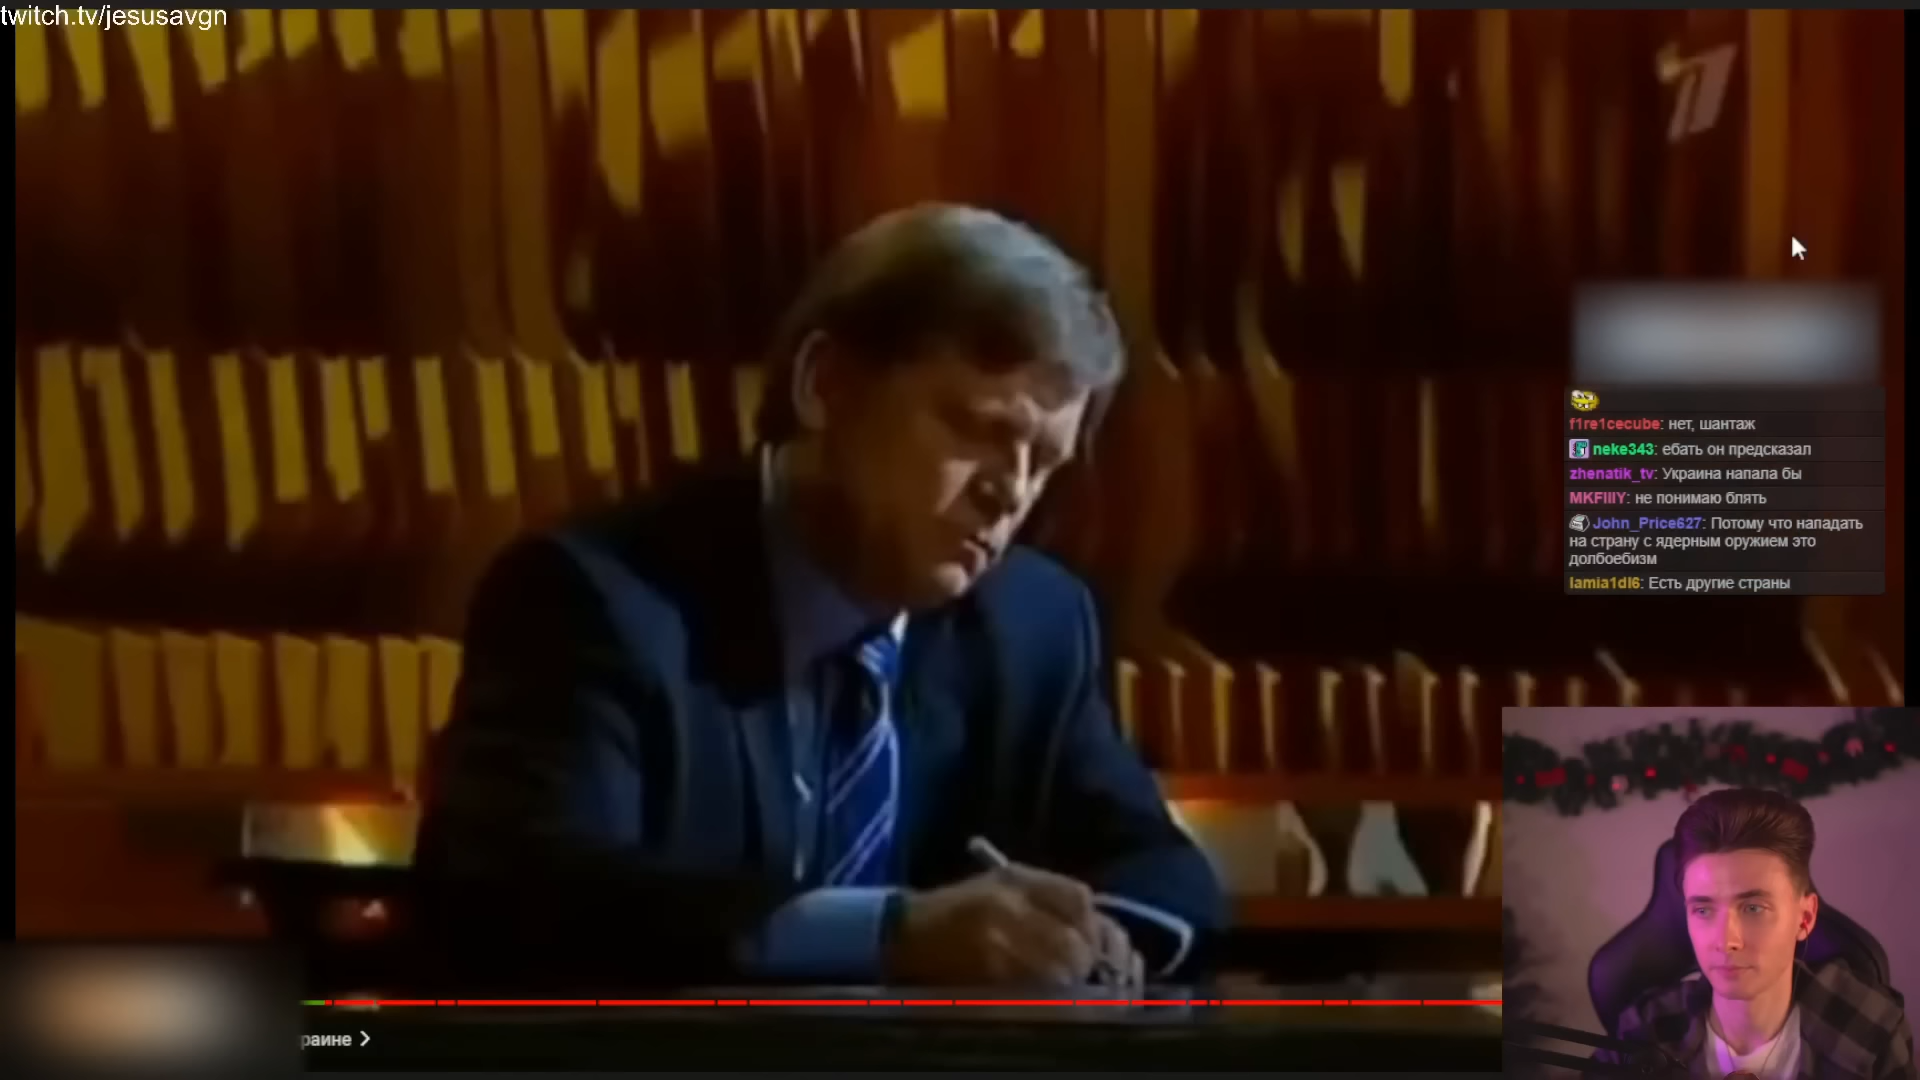 twitch.tv/jesusavgn
f1re1cecube: нет, шантаж
neke343: ебать он предсказал
zhenatik_tv: Украина напала бы
MKFIIIY: не понимаю блять
John_Price627: Потому что нападать
на страну с ядерным оружием это
долбоебизм
lamia1dl6: Есть другие страны
раине